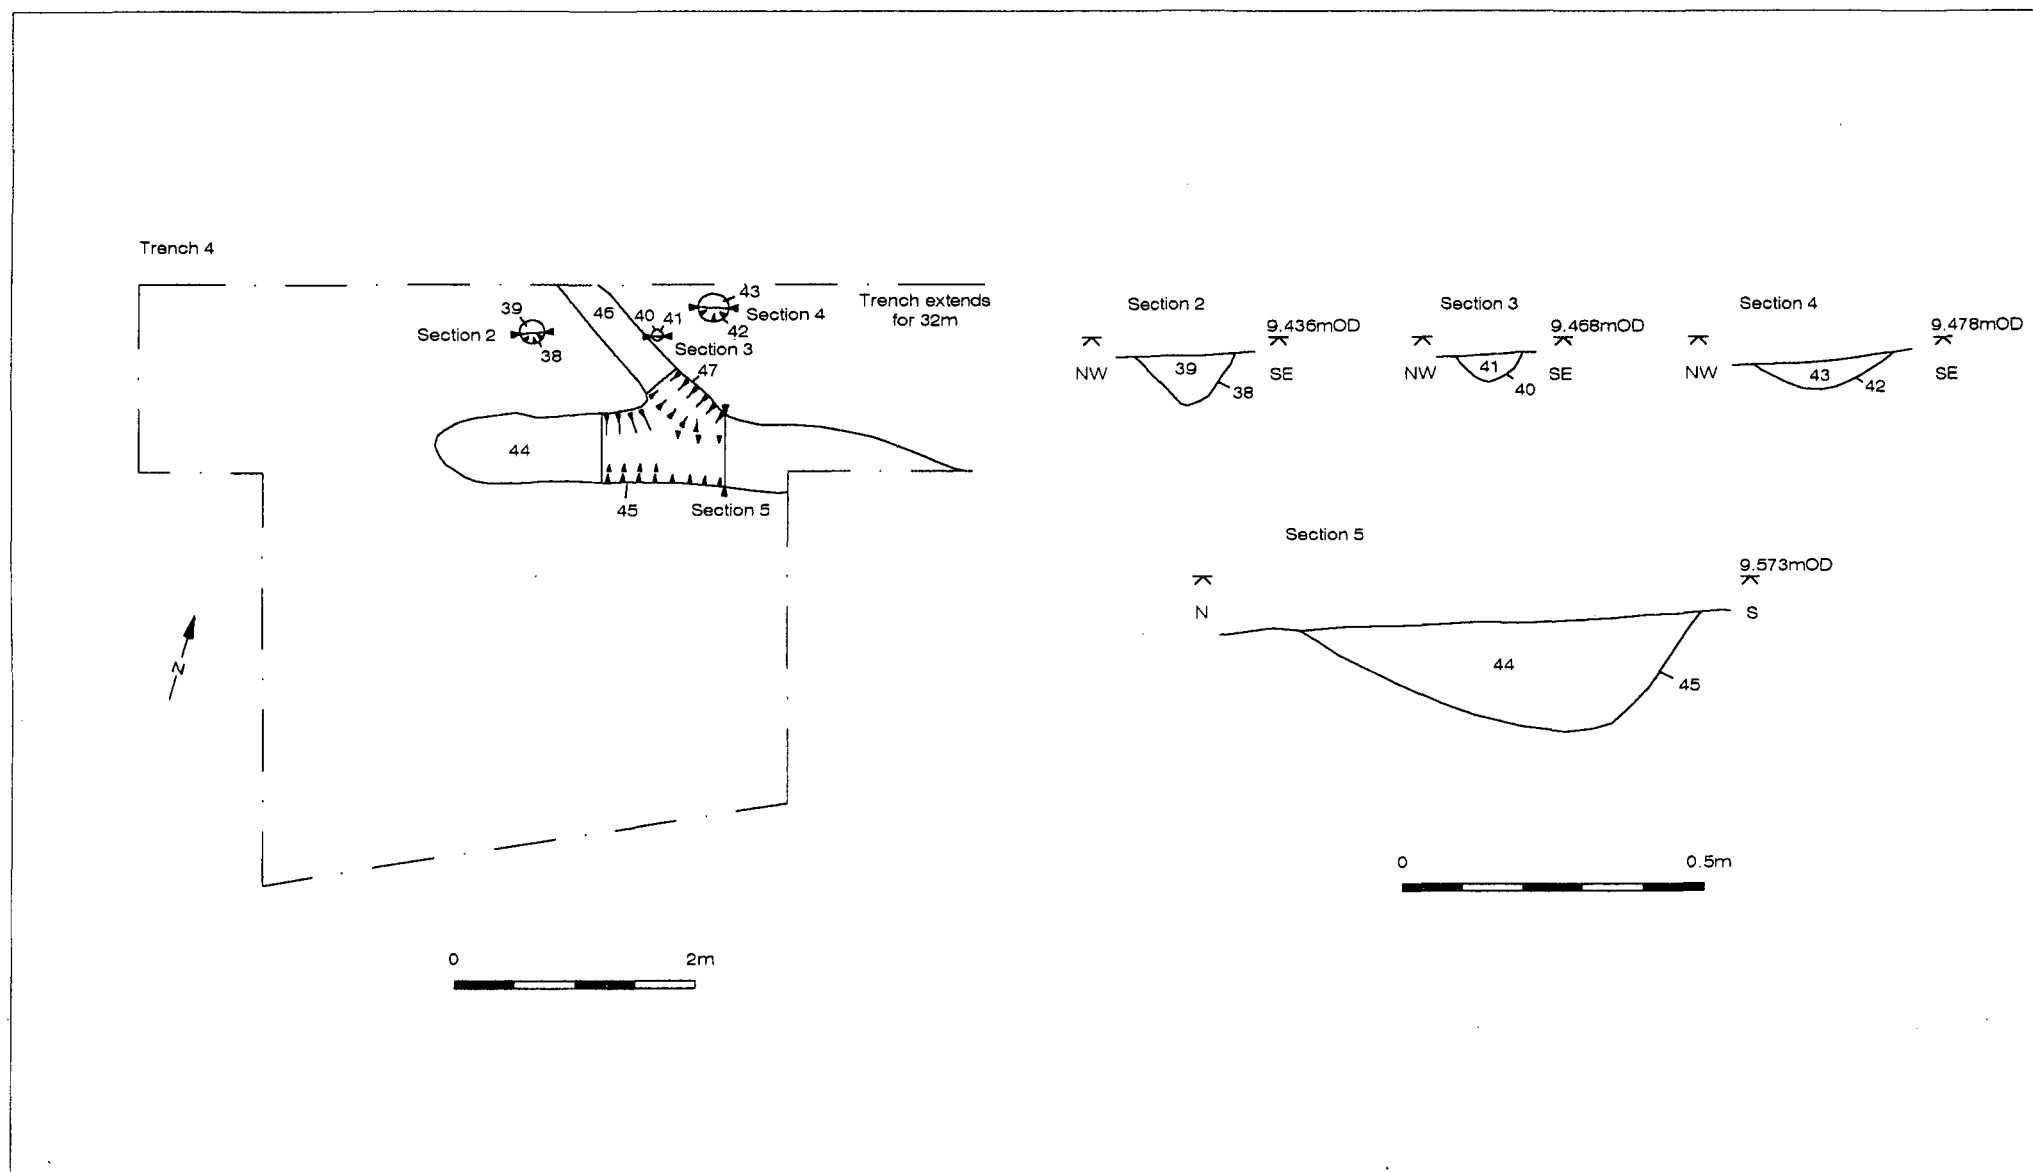 Trench 4
39
Section 2
38
46
40
41
43
42
Section 4
Section 3
47
Trench extends
for 32m
44
45
Section 5
N
0
2m
Section 2
9.436mOD
NW
39
38
SE
Section 3
9.468mOD
NW
41
40
SE
Section 4
9.478mOD
NW
43
42
SE
Section 5
9.573mOD
N
S
44
45
0
0.5m